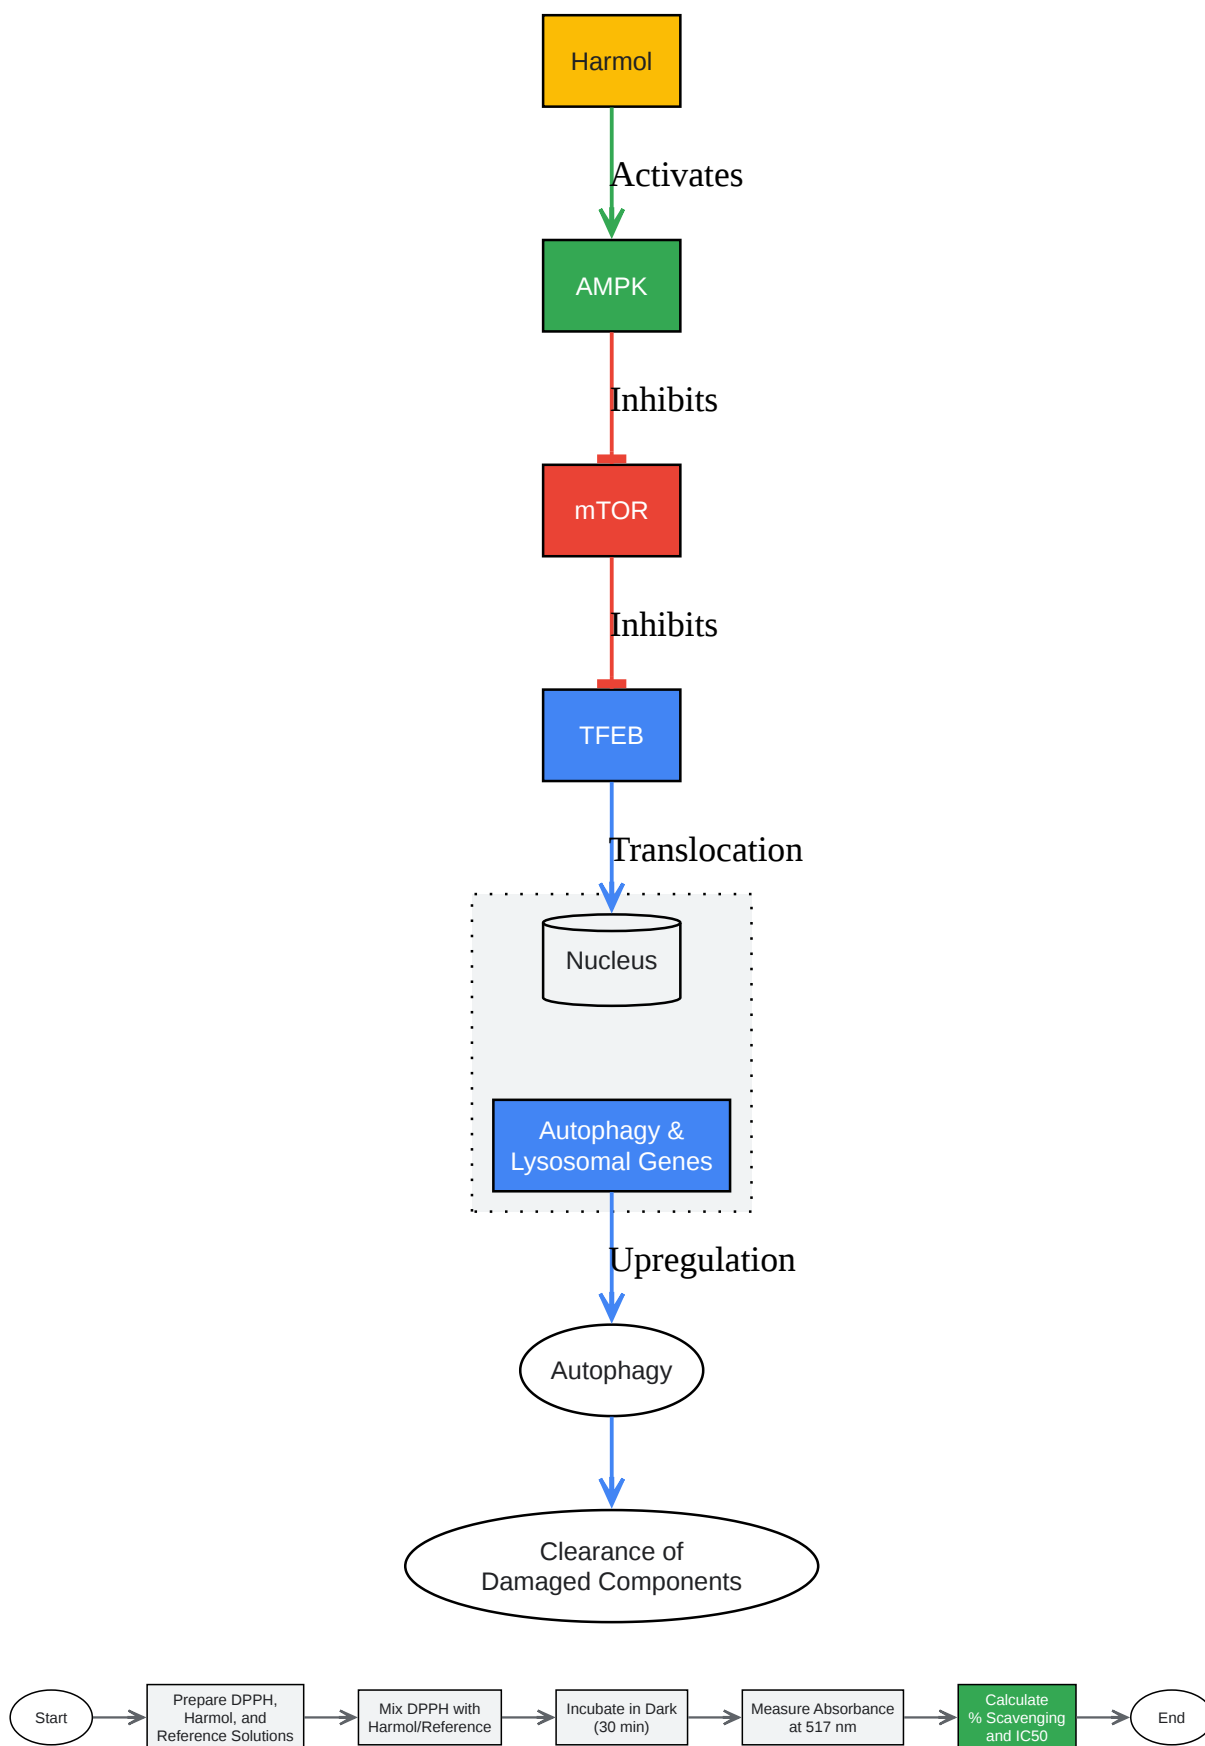 Harmol
Activates
AMPK
Inhibits
mTOR
Inhibits
TFEB
Translocation
Nucleus
Autophagy &
Lysosomal Genes
Upregulation
Autophagy
Clearance of
Damaged Components
Start
Prepare DPPH,
Harmol, and
Reference Solutions
Mix DPPH with
Harmol/Reference
Incubate in Dark
(30 min)
Measure Absorbance
at 517 nm
Calculate
% Scavenging
and IC50
End